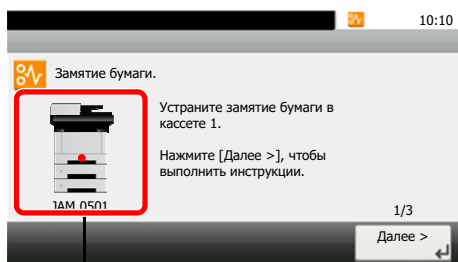 10:10
Замятие бумаги.
Устраните замятие бумаги в
кассете 1.
Нажмите [Далее >], чтобы
выполнить инструкции.
JAM 0501
1/3
Далее >